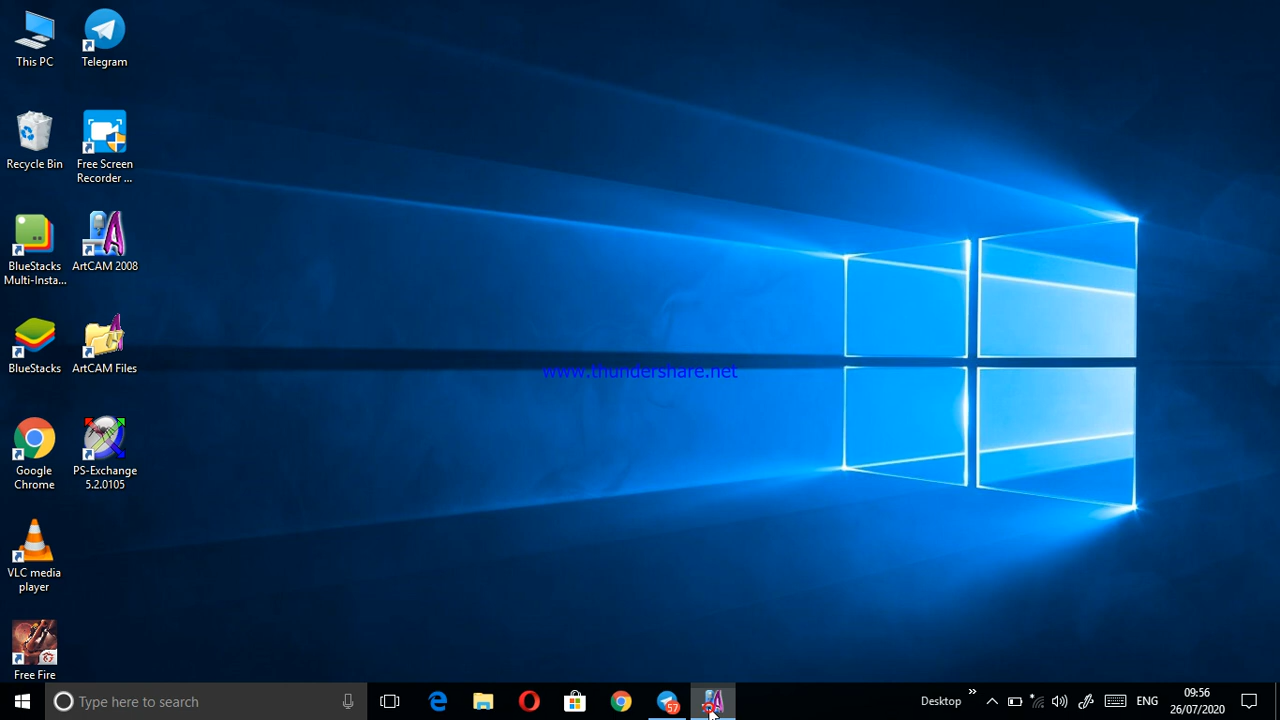 This PC
Telegram
Recycle Bin
Free Screen
Recorder ...
BlueStacks
Multi-Insta...
ArtCAM 2008
BlueStacks
ArtCAM Files
Google
Chrome
PS-Exchange
5.2.0105
VLC media
player
Free Fire
www.thundershare.net
Type here to search
57
Desktop
ENG
09:56
26/07/2020